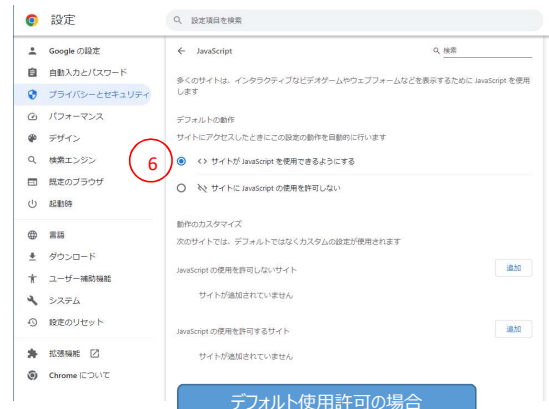 設定
設定項目を検索
Google の設定
自動入力とパスワード
プライバシーとセキュリティ
パフォーマンス
デザイン
検索エンジン
既定のブラウザ
起動時
言語
ダウンロード
ユーザー補助機能
システム
設定のリセット
拡張機能
Chrome について
JavaScript
検索
多くのサイトは、インタラクティブなビデオゲームやウェブフォームなどを表示するために JavaScript を使用
します
デフォルトの動作
サイトにアクセスしたときにこの設定の動作を自動的に行います
6
サイトが JavaScript を使用できるようにする
サイトに JavaScript の使用を許可しない
動作のカスタマイズ
次のサイトでは、デフォルトではなくカスタムの設定が使用されます
JavaScript の使用を許可しないサイト
追加
サイトが追加されていません
JavaScript の使用を許可するサイト
追加
サイトが追加されていません
デフォルト使用許可の場合